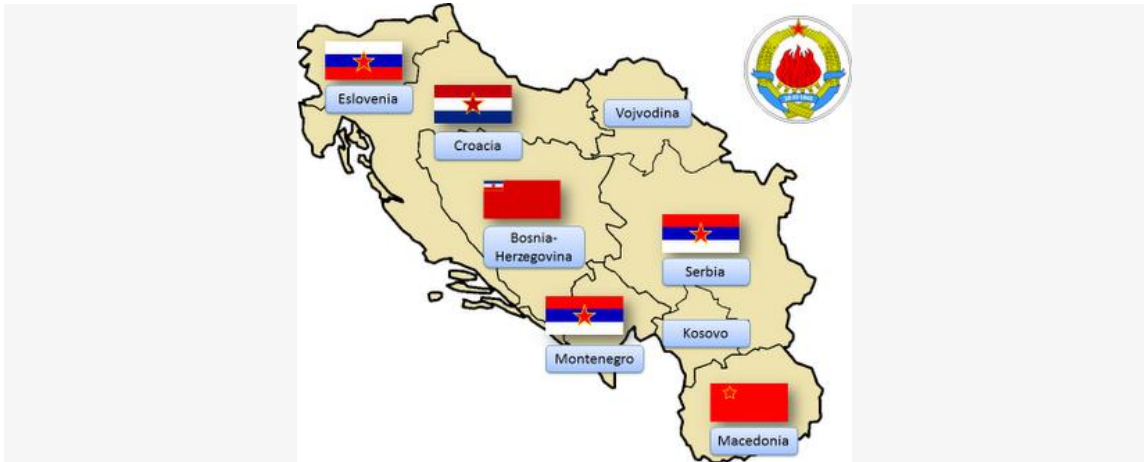 Eslovenia
Croacia
Vojvodina
Bosnia-
Herzegovina
Serbia
Kosovo
Montenegro
Macedonia